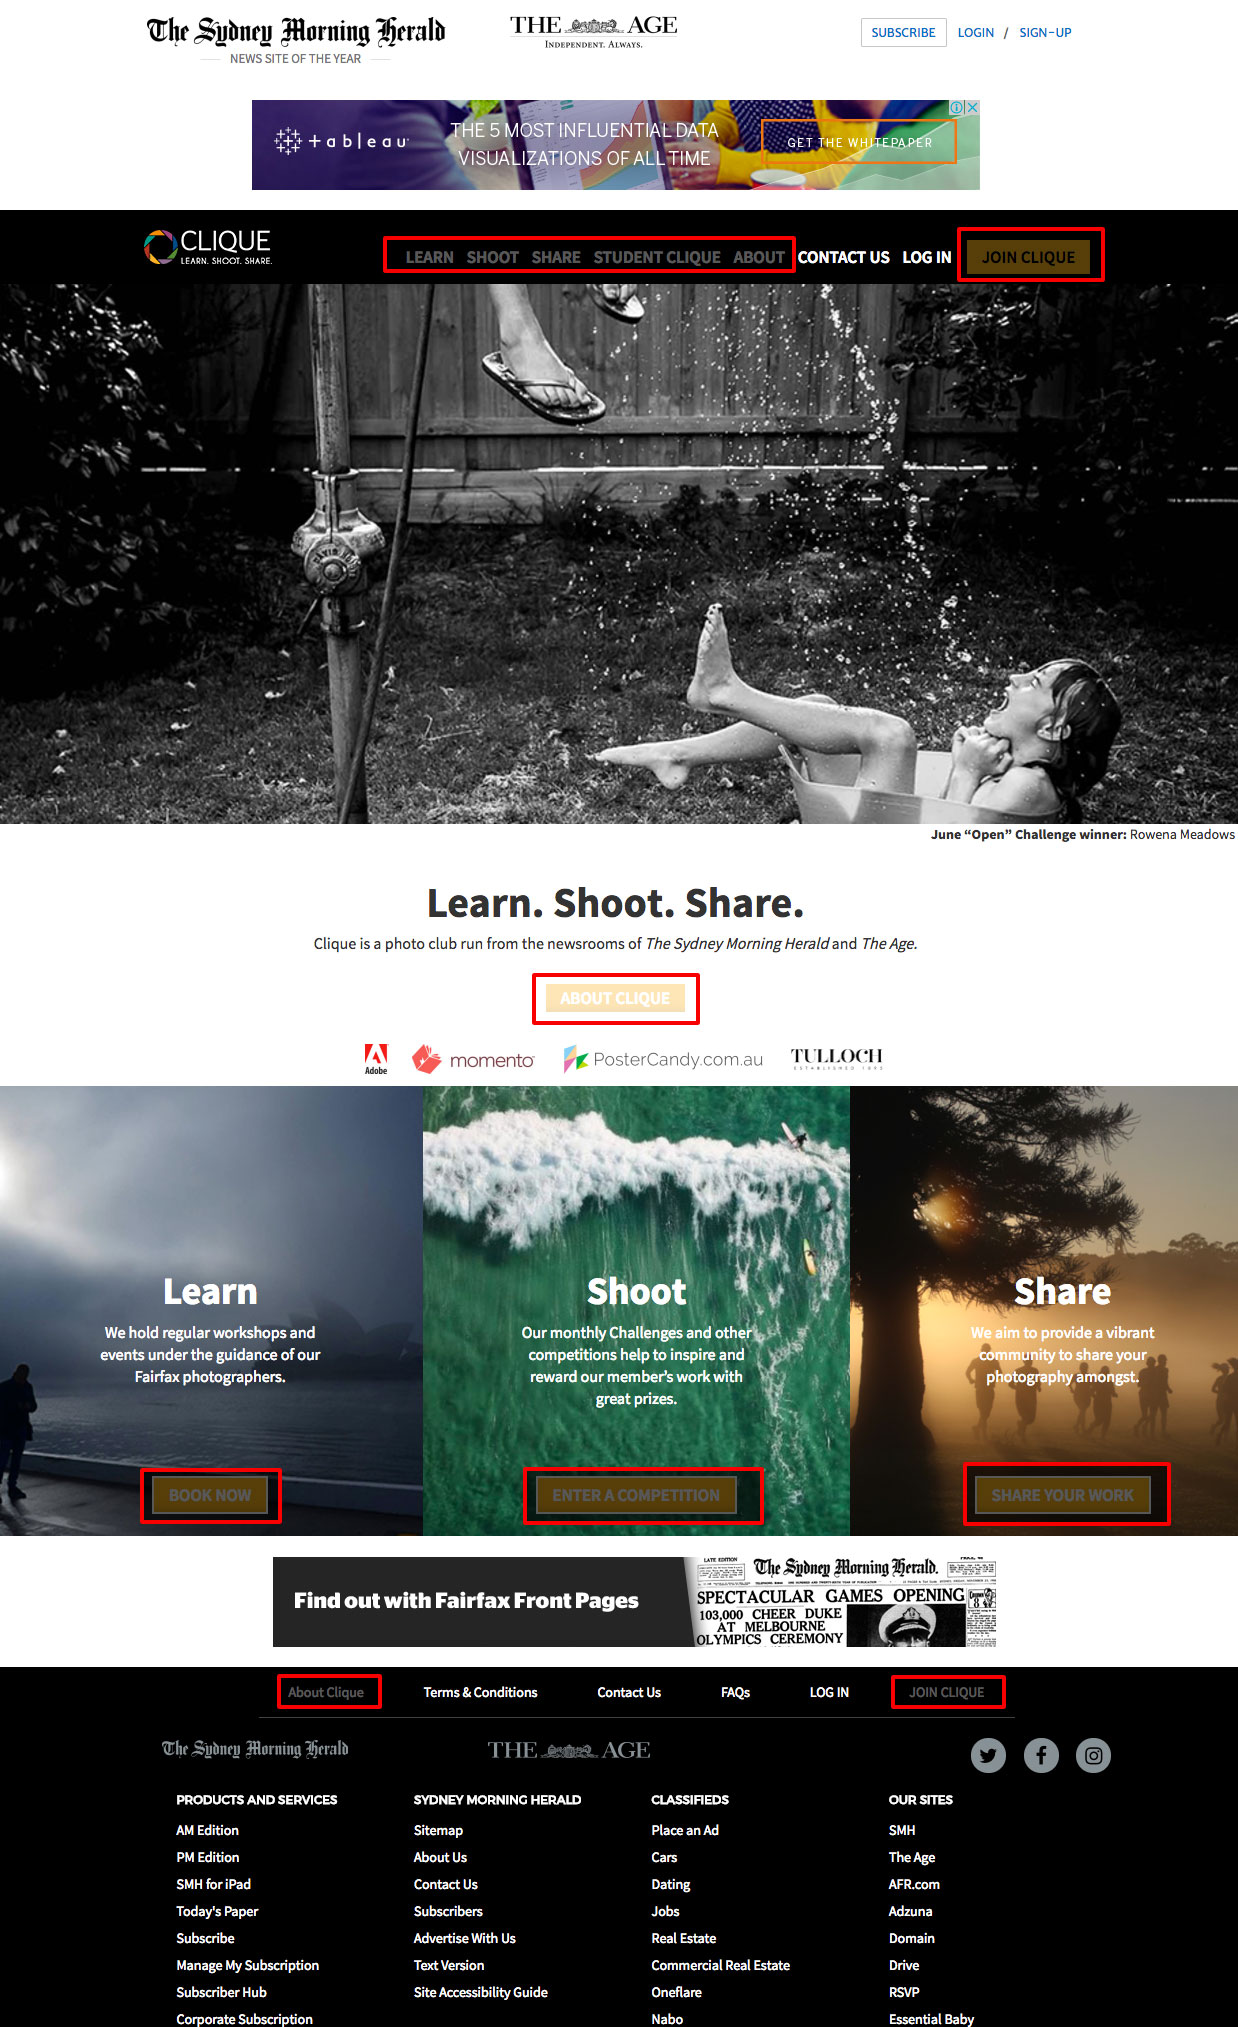 The Sydney Morning Herald
NEWS SITE OF THE YEAR
THE AGE
INDEPENDENT. ALWAYS.
SUBSCRIBE LOGIN / SIGN-UP
+ableau
THE 5 MOST INFLUENTIAL DATA
VISUALIZATIONS OF ALL TIME
GET THE WHITEPAPER
CLIQUE
LEARN. SHOOT. SHARE.
LEARN SHOOT SHARE STUDENT CLIQUE ABOUT CONTACT US LOG IN JOIN CLIQUE
June “Open” Challenge winner: Rowena Meadows
Learn. Shoot. Share.
Clique is a photo club run from the newsrooms of The Sydney Morning Herald and The Age.
ABOUT CLIQUE
Adobe
momento
PosterCandy.com.au
TULLOCH
ESTABLISHED 1893
Learn
We hold regular workshops and
events under the guidance of our
Fairfax photographers.
BOOK NOW
Shoot
Our monthly Challenges and other
competitions help to inspire and
reward our member’s work with
great prizes.
ENTER A COMPETITION
Share
We aim to provide a vibrant
community to share your
photography amongst.
SHARE YOUR WORK
Find out with Fairfax Front Pages
LATE EDITION
The Sydney Morning Herald.
SPECTACULAR GAMES OPENING
103,000 CHEER DUKE
AT MELBOURNE
OLYMPICS CEREMONY
About Clique Terms & Conditions Contact Us FAQs LOG IN JOIN CLIQUE
The Sydney Morning Herald
THE AGE
PRODUCTS AND SERVICES
AM Edition
PM Edition
SMH for iPad
Today's Paper
Subscribe
Manage My Subscription
Subscriber Hub
Corporate Subscription
SYDNEY MORNING HERALD
Sitemap
About Us
Contact Us
Subscribers
Advertise With Us
Text Version
Site Accessibility Guide
CLASSIFIEDS
Place an Ad
Cars
Dating
Jobs
Real Estate
Commercial Real Estate
Oneflare
Nabo
OUR SITES
SMH
The Age
AFR.com
Adzuna
Domain
Drive
RSVP
Essential Baby